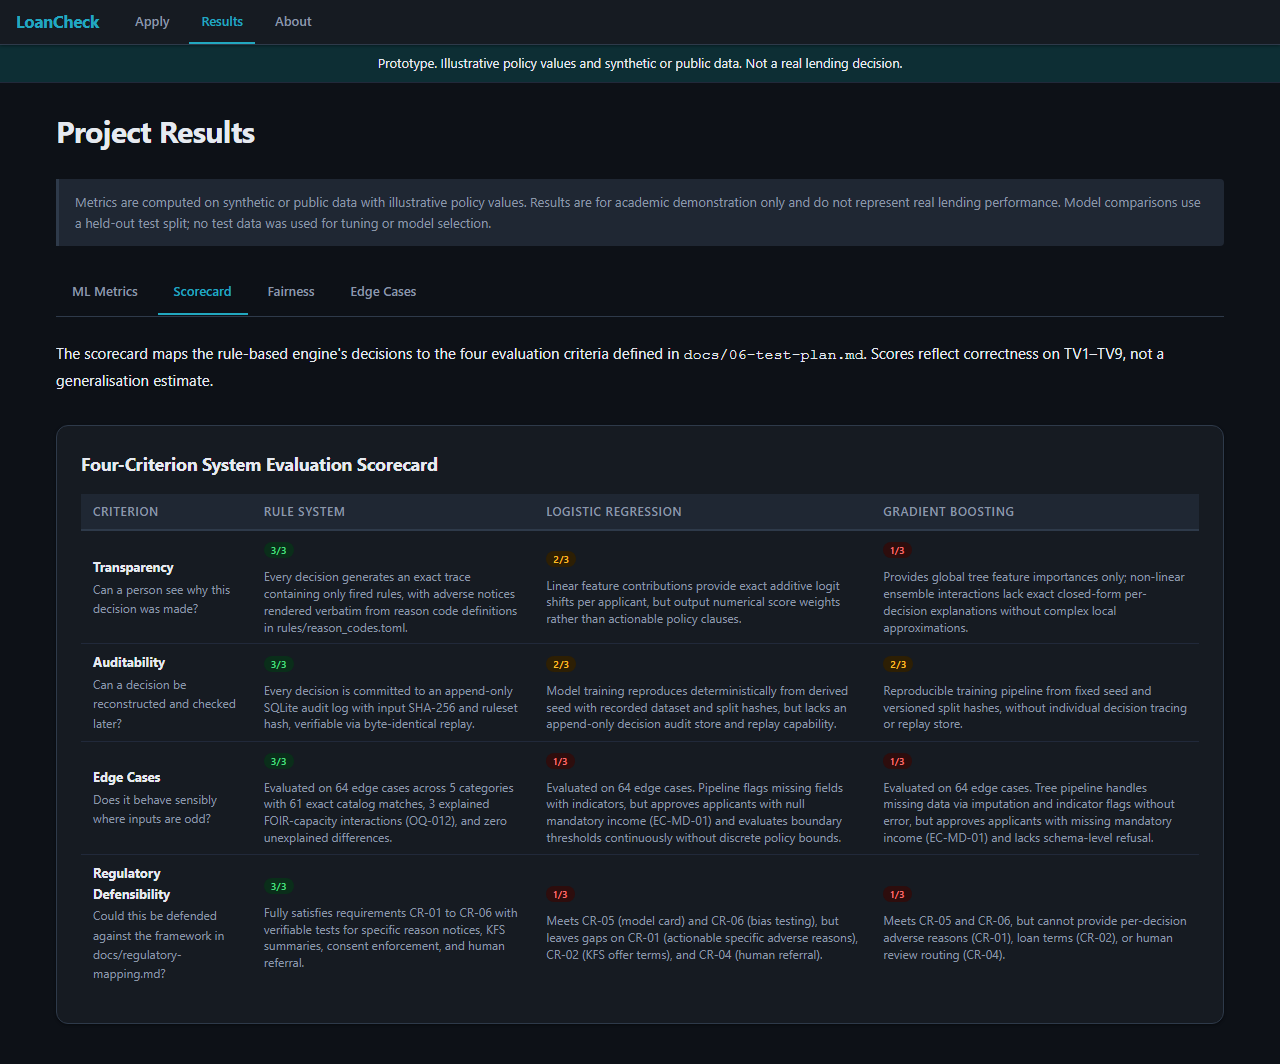 LoanCheck Apply Results About
Prototype. Illustrative policy values and synthetic or public data. Not a real lending decision.
Project Results
Metrics are computed on synthetic or public data with illustrative policy values. Results are for academic demonstration only and do not represent real lending performance. Model comparisons use
a held-out test split; no test data was used for tuning or model selection.
ML Metrics Scorecard Fairness Edge Cases
The scorecard maps the rule-based engine's decisions to the four evaluation criteria defined in docs/06-test-plan.md. Scores reflect correctness on TV1–TV9, not a
generalisation estimate.
Four-Criterion System Evaluation Scorecard
CRITERION RULE SYSTEM LOGISTIC REGRESSION GRADIENT BOOSTING
Transparency
Can a person see why this
decision was made?
3/3
Every decision generates an exact trace
containing only fired rules, with adverse notices
rendered verbatim from reason code definitions
in rules/reason_codes.toml.
2/3
Linear feature contributions provide exact additive logit
shifts per applicant, but output numerical score weights
rather than actionable policy clauses.
1/3
Provides global tree feature importances only; non-linear
ensemble interactions lack exact closed-form per-
decision explanations without complex local
approximations.
Auditability
Can a decision be
reconstructed and checked
later?
3/3
Every decision is committed to an append-only
SQLite audit log with input SHA-256 and ruleset
hash, verifiable via byte-identical replay.
2/3
Model training reproduces deterministically from derived
seed with recorded dataset and split hashes, but lacks an
append-only decision audit store and replay capability.
2/3
Reproducible training pipeline from fixed seed and
versioned split hashes, without individual decision tracing
or replay store.
Edge Cases
Does it behave sensibly
where inputs are odd?
3/3
Evaluated on 64 edge cases across 5 categories
with 61 exact catalog matches, 3 explained
FOIR-capacity interactions (OQ-012), and zero
unexplained differences.
1/3
Evaluated on 64 edge cases. Pipeline flags missing fields
with indicators, but approves applicants with null
mandatory income (EC-MD-01) and evaluates boundary
thresholds continuously without discrete policy bounds.
1/3
Evaluated on 64 edge cases. Tree pipeline handles
missing data via imputation and indicator flags without
error, but approves applicants with missing mandatory
income (EC-MD-01) and lacks schema-level refusal.
Regulatory
Defensibility
Could this be defended
against the framework in
docs/regulatory-
mapping.md?
3/3
Fully satisfies requirements CR-01 to CR-06 with
verifiable tests for specific reason notices, KFS
summaries, consent enforcement, and human
referral.
1/3
Meets CR-05 (model card) and CR-06 (bias testing), but
leaves gaps on CR-01 (actionable specific adverse reasons),
CR-02 (KFS offer terms), and CR-04 (human referral).
1/3
Meets CR-05 and CR-06, but cannot provide per-decision
adverse reasons (CR-01), loan terms (CR-02), or human
review routing (CR-04).